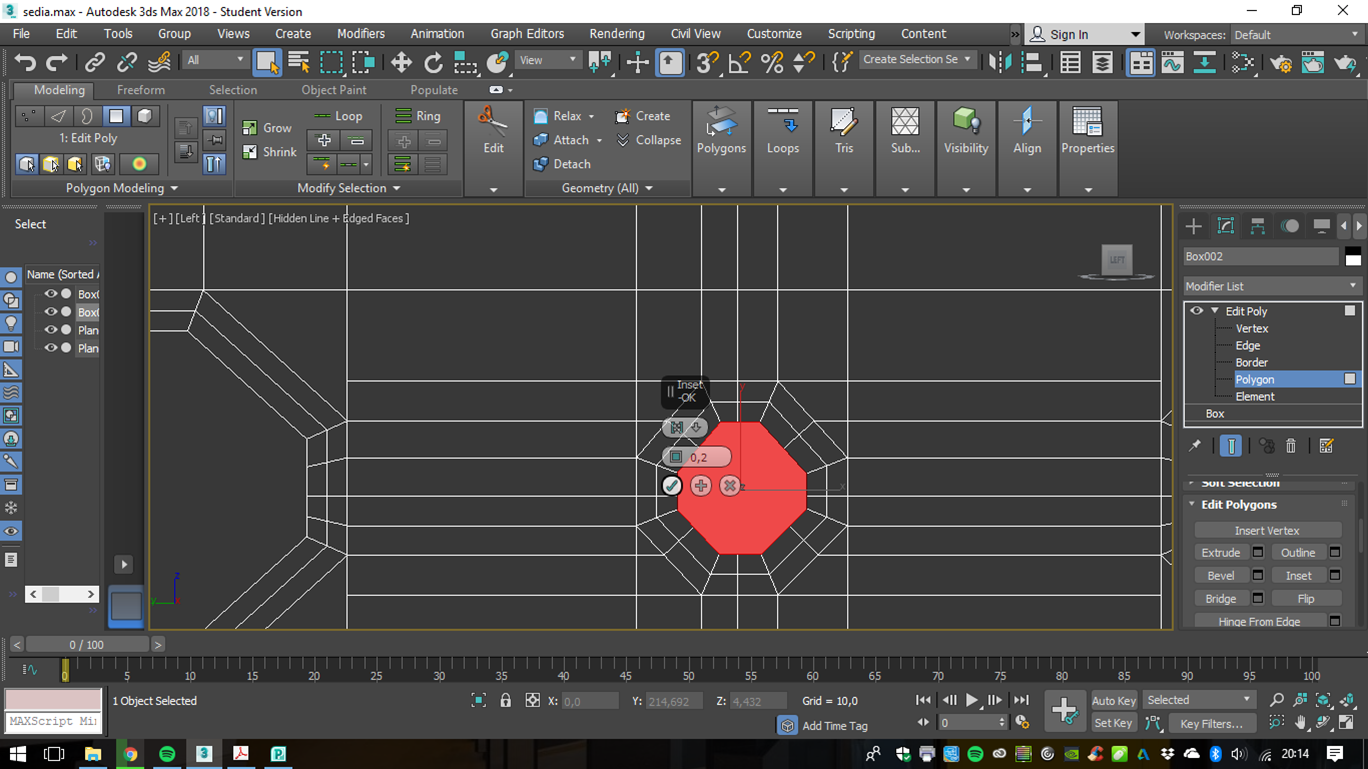 sedia.max - Autodesk 3ds Max 2018 - Student Version
File Edit Tools Group Views Create Modifiers Animation Graph Editors Rendering Civil View Customize Scripting Content » Sign In Workspaces: Default
All View Create Selection Se
Modeling Freeform Selection Object Paint Populate
Loop Ring Relax Create
1: Edit Poly Grow Attach Collapse
Edit Polygons Loops Tris Sub... Visibility Align Properties
Shrink Detach
Polygon Modeling Modify Selection Geometry (All)
Select
[+] [Left ] [Standard ] [Hidden Line + Edged Faces ]
LEFT
Box002
Name (Sorted A
Modifier List
Box0
Edit Poly
Box0
Vertex
Plan
Edge
Plan
Border
Polygon
Element
Box
Inset
-OK
0,2
y
x
z
Soft Selection
Edit Polygons
Insert Vertex
Extrude Outline
Bevel Inset
Bridge Flip
Hinge From Edge
z
y
< 0 / 100 >
0 5 10 15 20 25 30 35 40 45 50 55 60 65 70 75 80 85 90 95 100
1 Object Selected X: 0,0 Y: 214,692 Z: 4,432 Grid = 10,0 Auto Key Selected
MAXScript Mi
Add Time Tag 0 Set Key Key Filters...
20:14